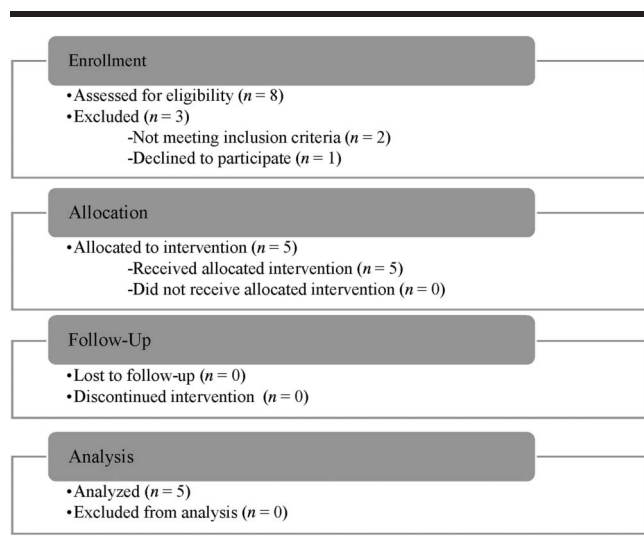 Enrollment
•Assessed for eligibility (n = 8)
•Excluded (n = 3)
-Not meeting inclusion criteria (n = 2)
-Declined to participate (n = 1)
Allocation
•Allocated to intervention (n = 5)
-Received allocated intervention (n = 5)
-Did not receive allocated intervention (n = 0)
Follow-Up
•Lost to follow-up (n = 0)
•Discontinued intervention (n = 0)
Analysis
•Analyzed (n = 5)
•Excluded from analysis (n = 0)